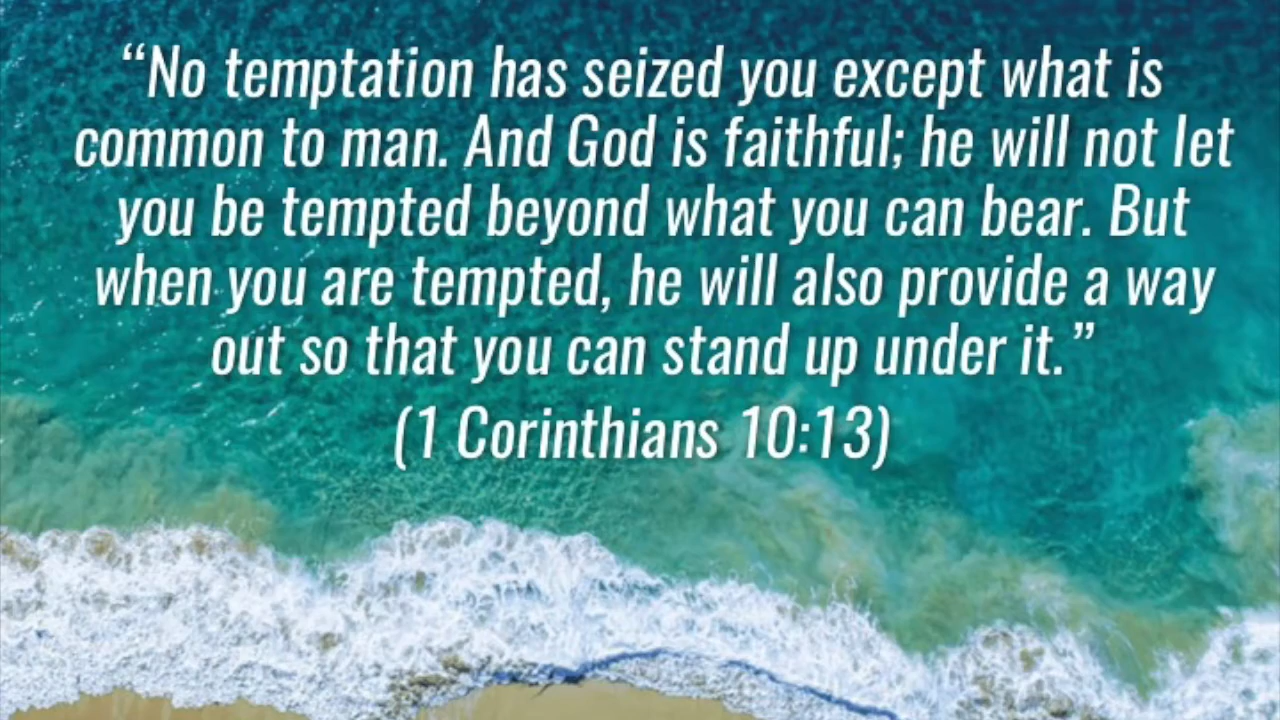 “No temptation has seized you except what is
common to man. And God is faithful; he will not let
you be tempted beyond what you can bear. But
when you are tempted, he will also provide a way
out so that you can stand up under it.”
(1 Corinthians 10:13)